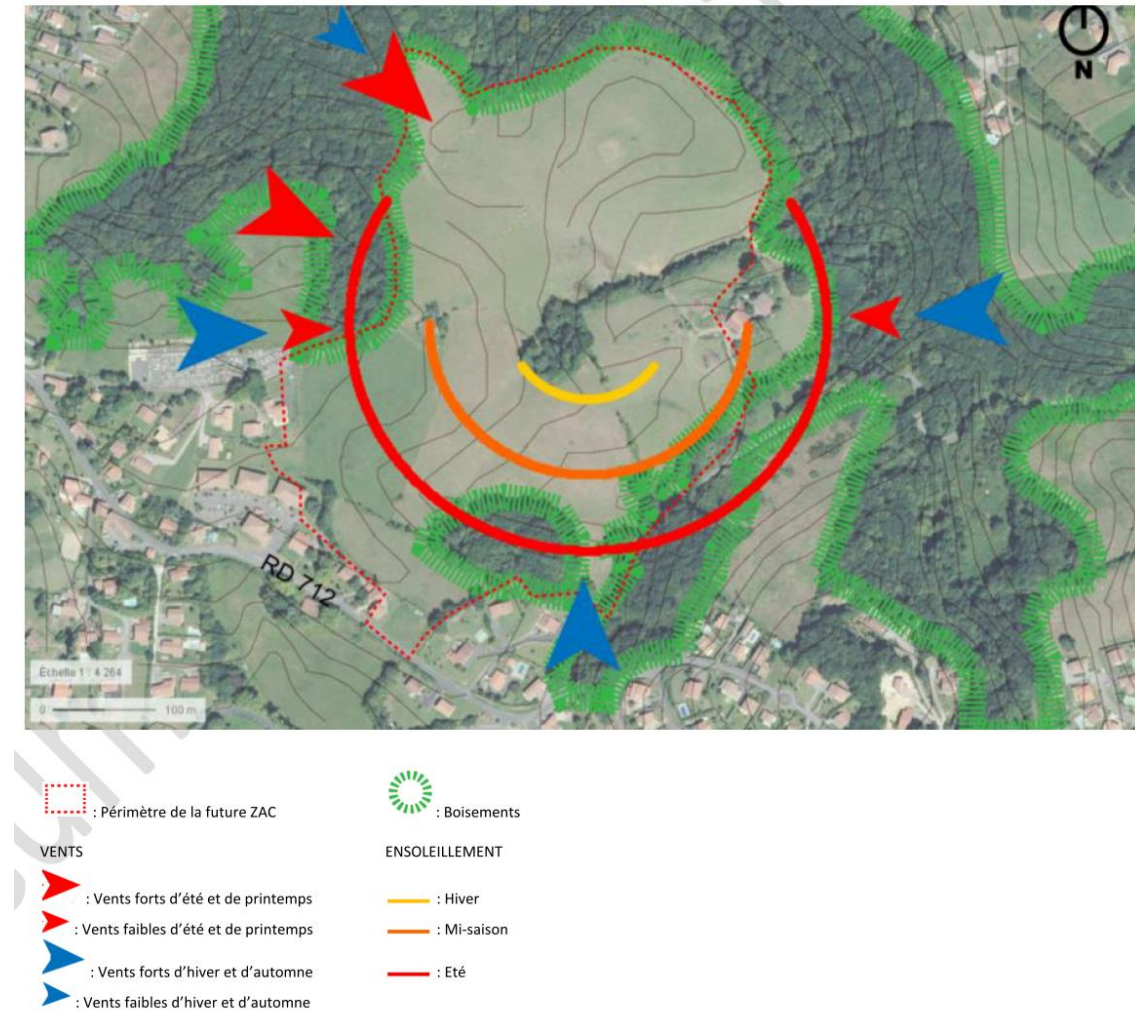 N
RD 712
Échelle 1 : 4 264
0 100 m
: Périmètre de la future ZAC
: Boisements
VENTS
ENSOLEILLEMENT
: Vents forts d'été et de printemps
: Hiver
: Vents faibles d'été et de printemps
: Mi-saison
: Vents forts d'hiver et d'automne
: Eté
: Vents faibles d'hiver et d'automne